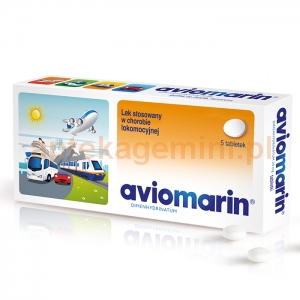 Lek stosowany
w chorobie
lokomocyjnej
5 tabletek
aptekagemini.pl
aviomarin®
DIMENHYDRINATUM
aviomarin®